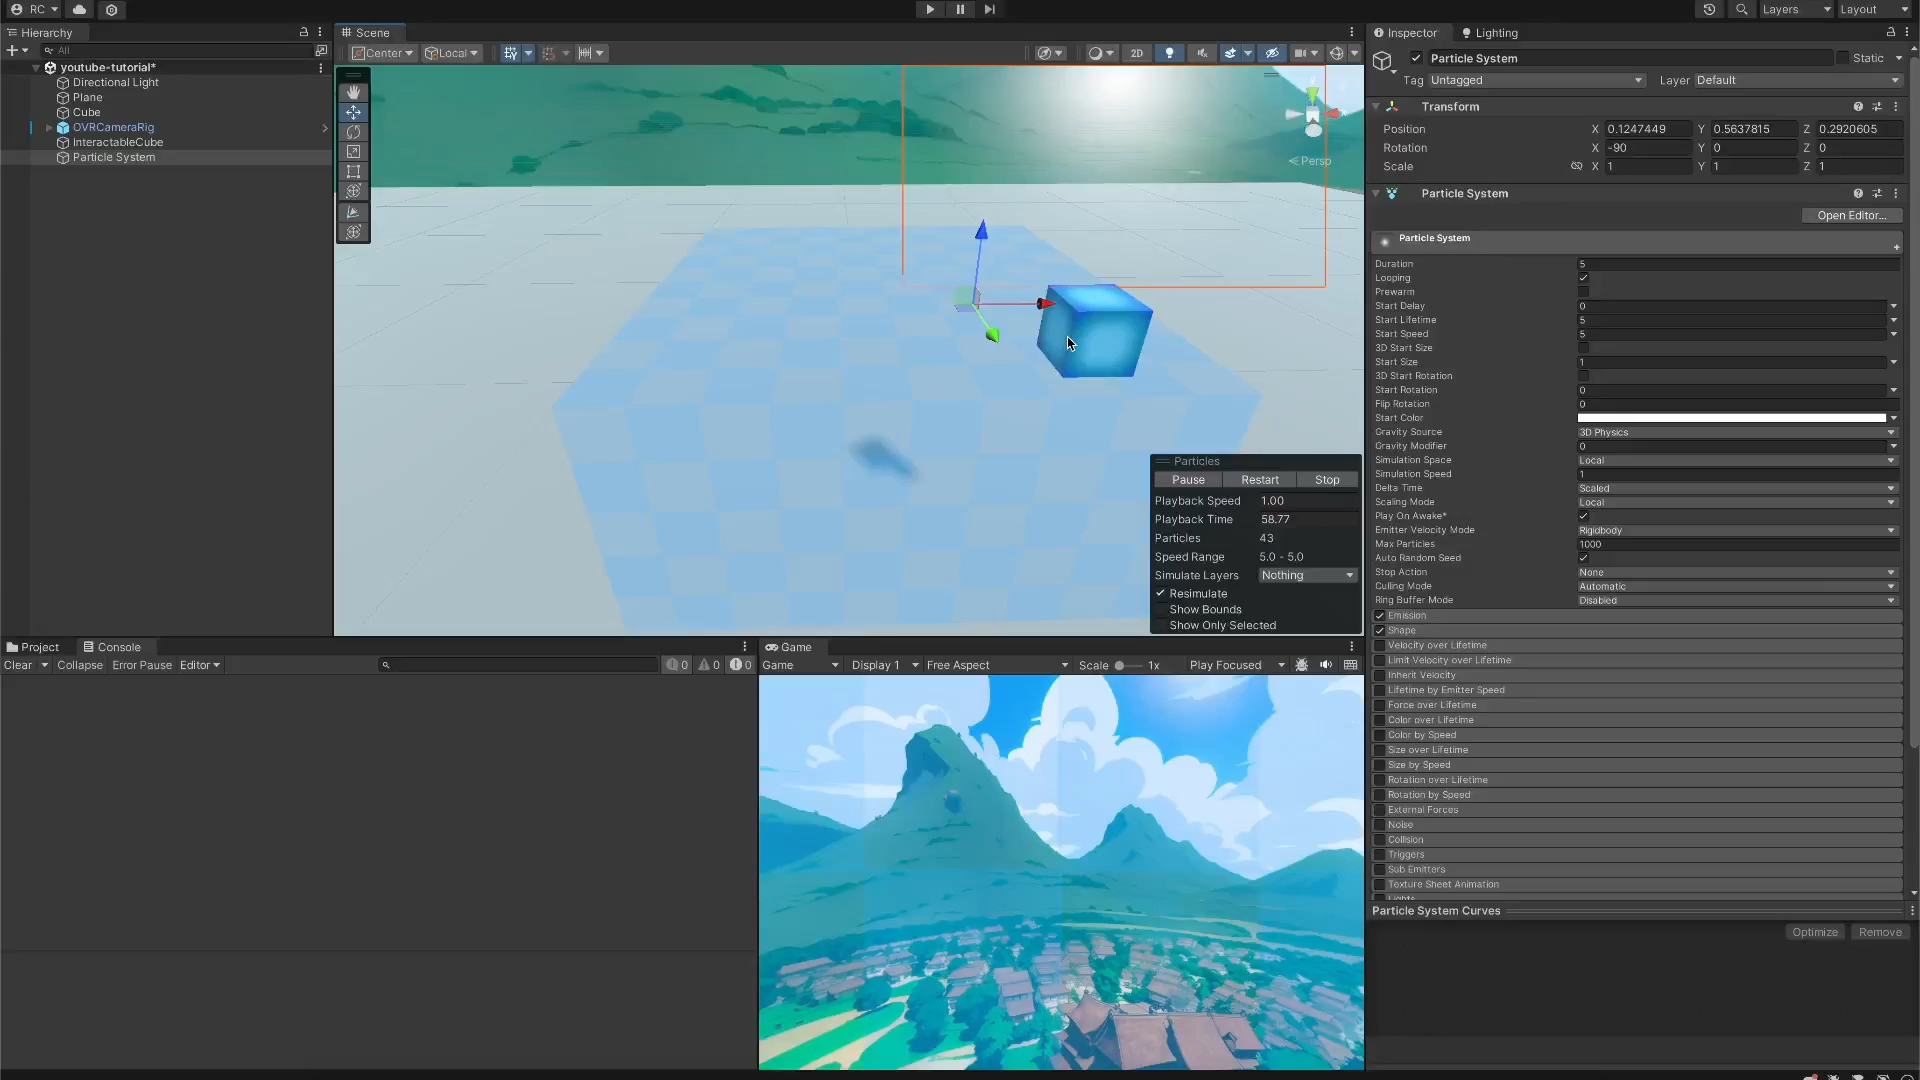 RC
Layers
Layout
Hierarchy
All
youtube-tutorial*
Directional Light
Plane
Cube
OVRCameraRig
InteractableCube
Particle System
Scene
Center
Local
2D
Persp
Particles
Pause
Restart
Stop
Playback Speed 1.00
Playback Time 58.77
Particles 43
Speed Range 5.0 - 5.0
Simulate Layers Nothing
Resimulate
Show Bounds
Show Only Selected
Project
Console
Clear
Collapse
Error Pause
Editor
0
0
0
Game
Game
Display 1
Free Aspect
Scale
1x
Play Focused
Inspector
Lighting
Particle System
Static
Tag Untagged
Layer Default
Transform
Position X 0.1247449 Y 0.5637815 Z 0.2920605
Rotation X -90 Y 0 Z 0
Scale X 1 Y 1 Z 1
Particle System
Open Editor...
Particle System
Duration 5
Looping
Prewarm
Start Delay 0
Start Lifetime 5
Start Speed 5
3D Start Size
Start Size 1
3D Start Rotation
Start Rotation 0
Flip Rotation 0
Start Color
Gravity Source 3D Physics
Gravity Modifier 0
Simulation Space Local
Simulation Speed 1
Delta Time Scaled
Scaling Mode Local
Play On Awake*
Emitter Velocity Mode Rigidbody
Max Particles 1000
Auto Random Seed
Stop Action None
Culling Mode Automatic
Ring Buffer Mode Disabled
Emission
Shape
Velocity over Lifetime
Limit Velocity over Lifetime
Inherit Velocity
Lifetime by Emitter Speed
Force over Lifetime
Color over Lifetime
Color by Speed
Size over Lifetime
Size by Speed
Rotation over Lifetime
Rotation by Speed
External Forces
Noise
Collision
Triggers
Sub Emitters
Texture Sheet Animation
Lights
Particle System Curves
Optimize
Remove